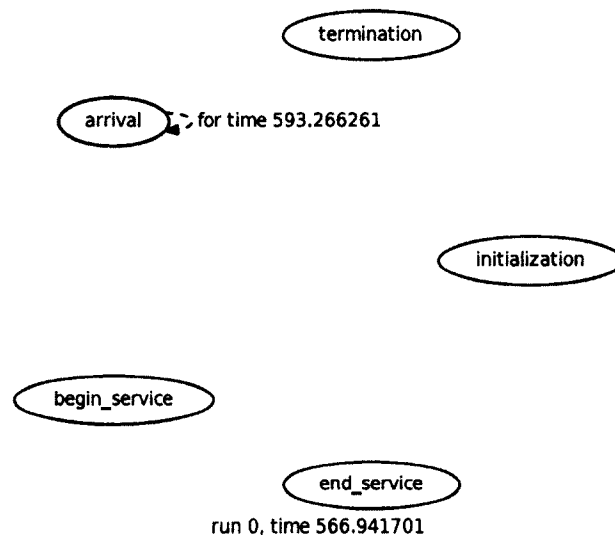 termination
arrival
for time 593.266261
initialization
begin_service
end_service
run 0, time 566.941701